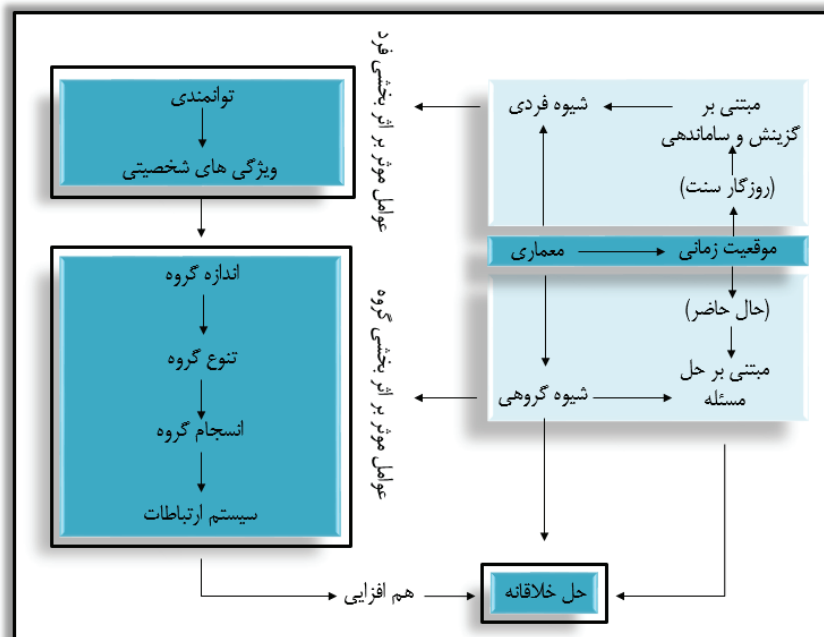 مبتنی بر
گزینش و ساماندهی
شیوه فردی
(روزگار سنت)
موقعیت زمانی
معماری
(حال حاضر)
مبتنی بر حل
مسئله
شیوه گروهی
عوامل موثر بر اثر بخشی فرد
توانمندی
ویژگی های شخصیتی
عوامل موثر بر اثر بخشی گروه
اندازه گروه
تنوع گروه
انسجام گروه
سیستم ارتباطات
هم افزایی
حل خلاقانه